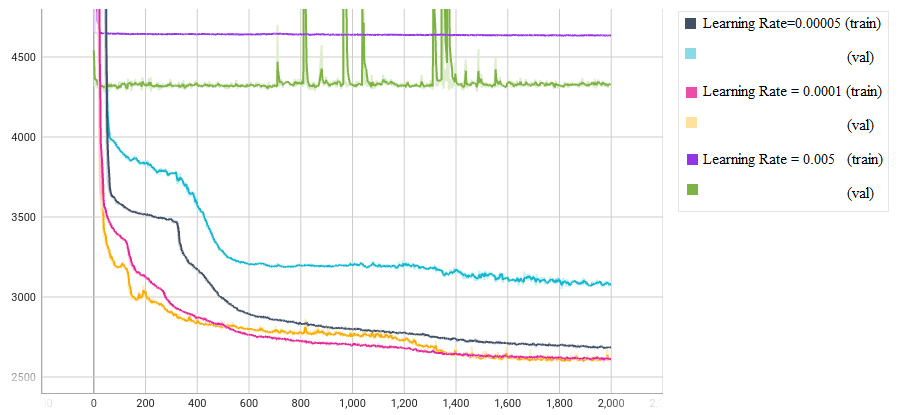 4500
4000
3500
3000
2500
0
200
400
600
800
1,000
1,200
1,400
1,600
1,800
2,000
Learning Rate=0.00005 (train)
(val)
Learning Rate = 0.0001 (train)
(val)
Learning Rate = 0.005 (train)
(val)